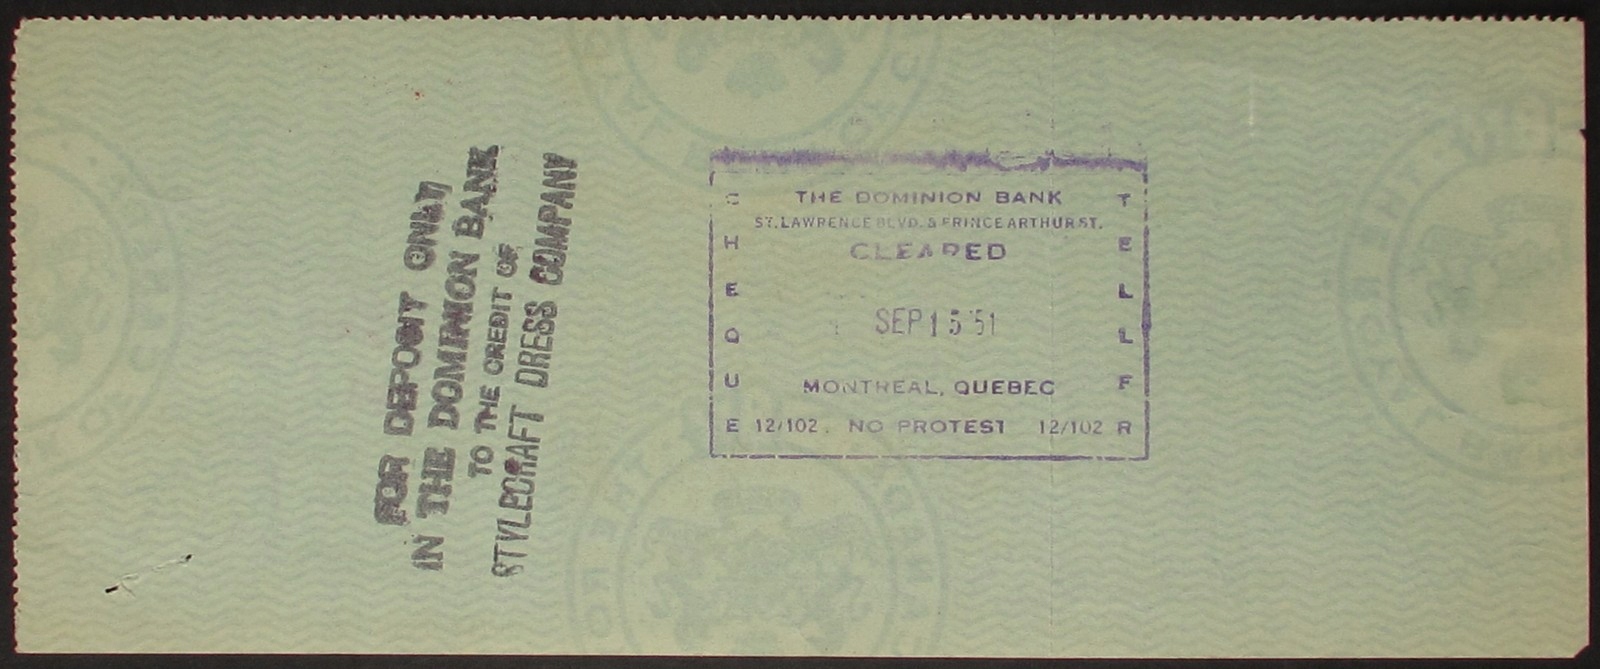 FOR DEPOSIT ONLY
IN THE DOMINION BANK
TO THE CREDIT OF
STYLECRAFT DRESS COMPANY
THE DOMINION BANK
ST. LAWRENCE BLVD. & PRINCE ARTHUR ST.
CLEARED
SEP 15 '51
MONTREAL, QUEBEC
12/102. NO PROTEST 12/102
CHEQUE
TELLER